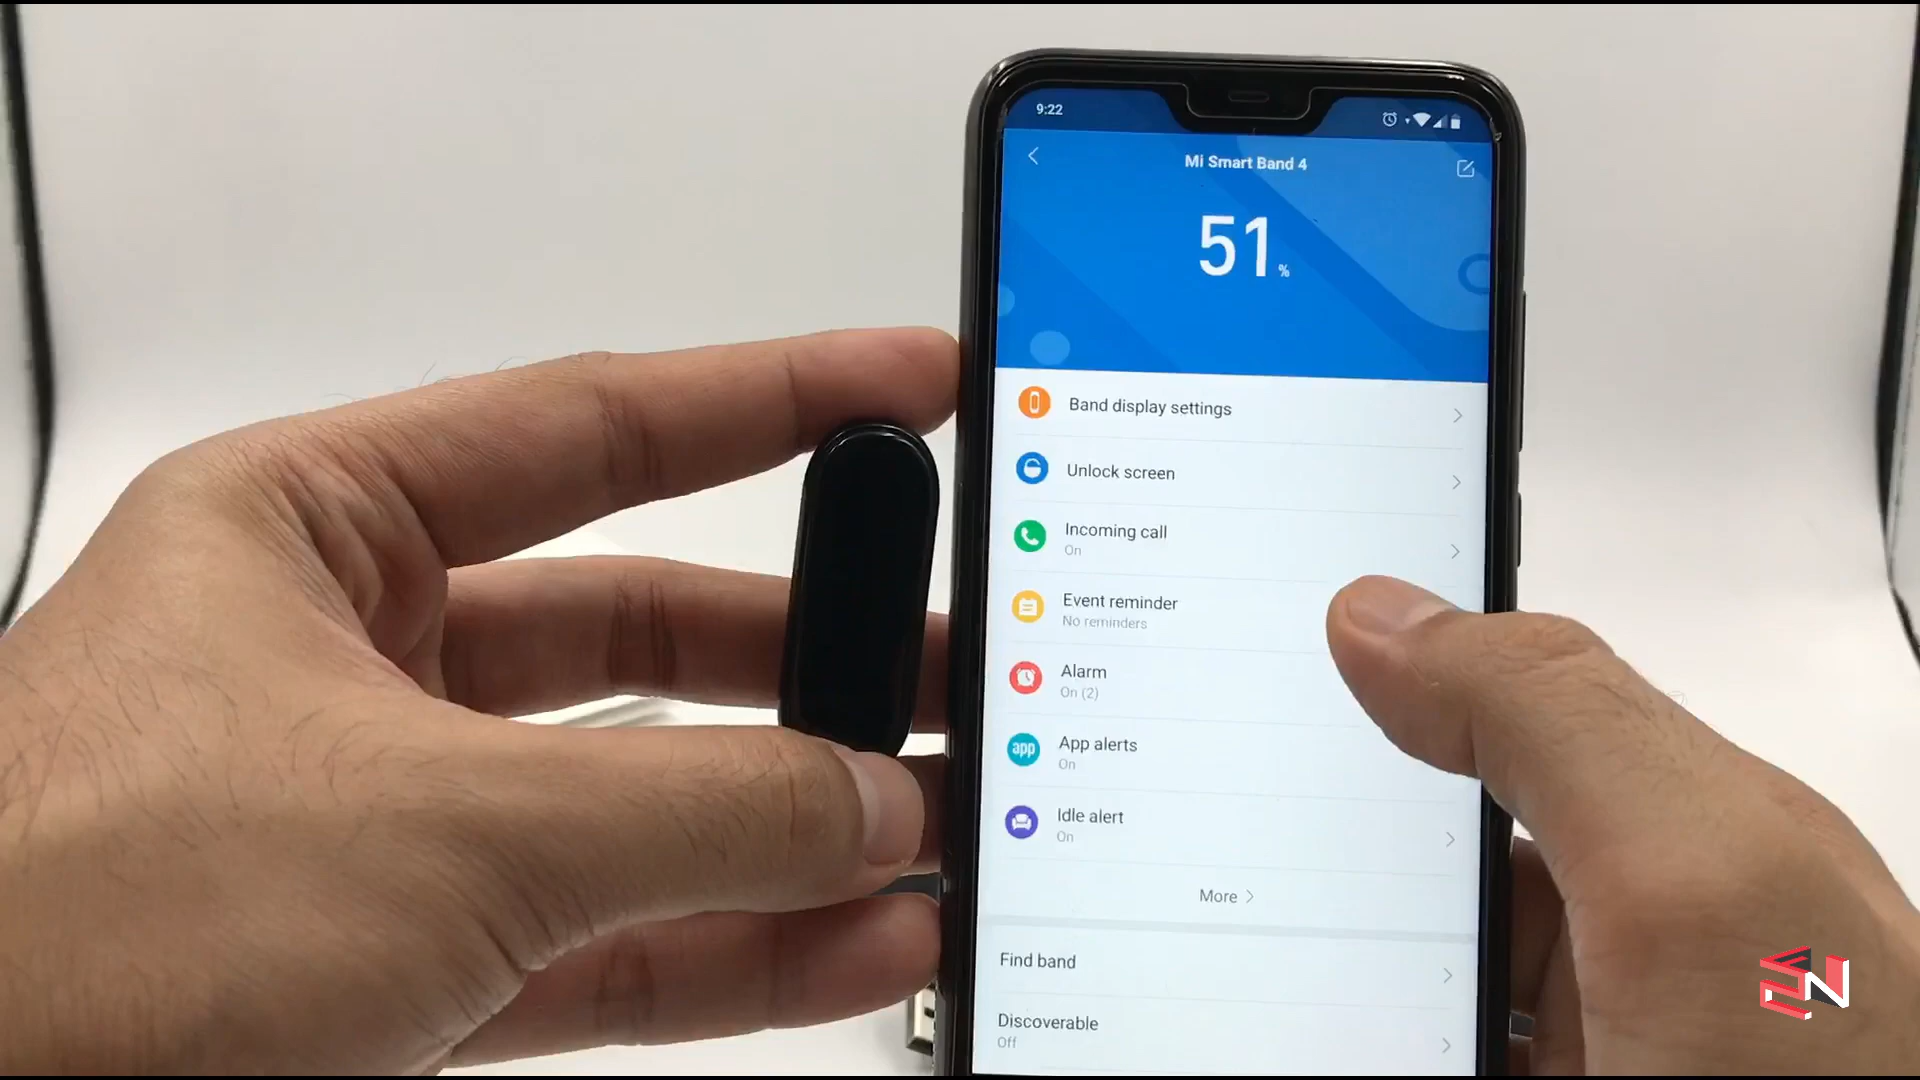 9:22
Mi Smart Band 4
51%
Band display settings
Unlock screen
Incoming call
On
Event reminder
No reminders
Alarm
On (2)
app
App alerts
On
Idle alert
On
More
Find band
Discoverable
Off